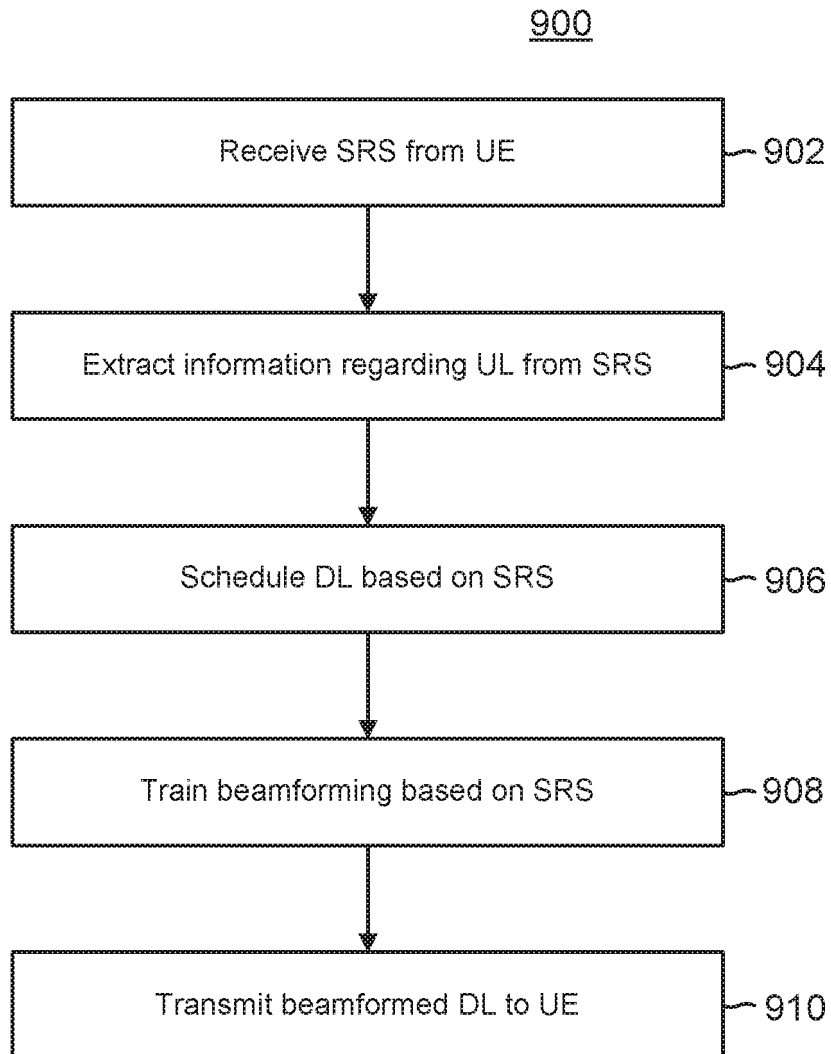 900
Receive SRS from UE
902
Extract information regarding UL from SRS
904
Schedule DL based on SRS
906
Train beamforming based on SRS
908
Transmit beamformed DL to UE
910